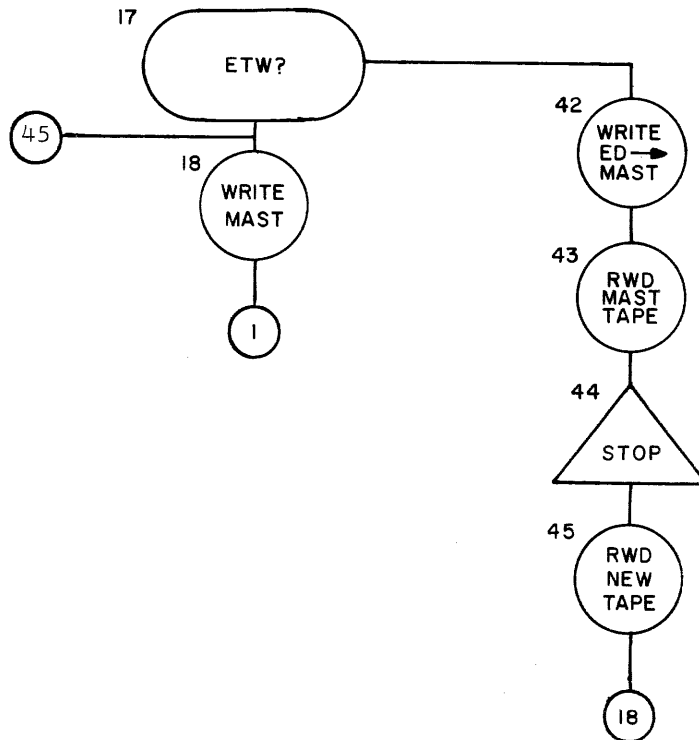 17
ETW?
45
18
WRITE
MAST
1
42
WRITE
ED→
MAST
43
RWD
MAST
TAPE
44
STOP
45
RWD
NEW
TAPE
18